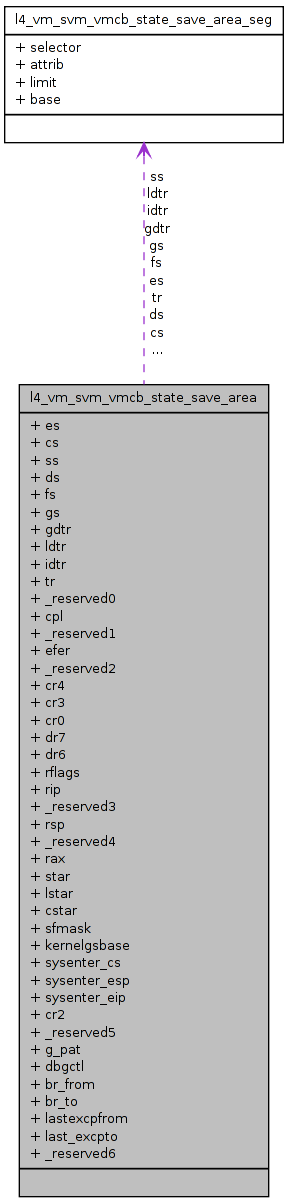 l4_vm_svm_vmcb_state_save_area_seg
+ selector
+ attrib
+ limit
+ base
ss
ldtr
idtr
gdtr
gs
fs
es
tr
ds
cs
...
l4_vm_svm_vmcb_state_save_area
+ es
+ cs
+ ss
+ ds
+ fs
+ gs
+ gdtr
+ ldtr
+ idtr
+ tr
+ _reserved0
+ cpl
+ _reserved1
+ efer
+ _reserved2
+ cr4
+ cr3
+ cr0
+ dr7
+ dr6
+ rflags
+ rip
+ _reserved3
+ rsp
+ _reserved4
+ rax
+ star
+ lstar
+ cstar
+ sfmask
+ kernelgsbase
+ sysenter_cs
+ sysenter_esp
+ sysenter_eip
+ cr2
+ _reserved5
+ g_pat
+ dbgctl
+ br_from
+ br_to
+ lastexcpfrom
+ last_excpto
+ _reserved6